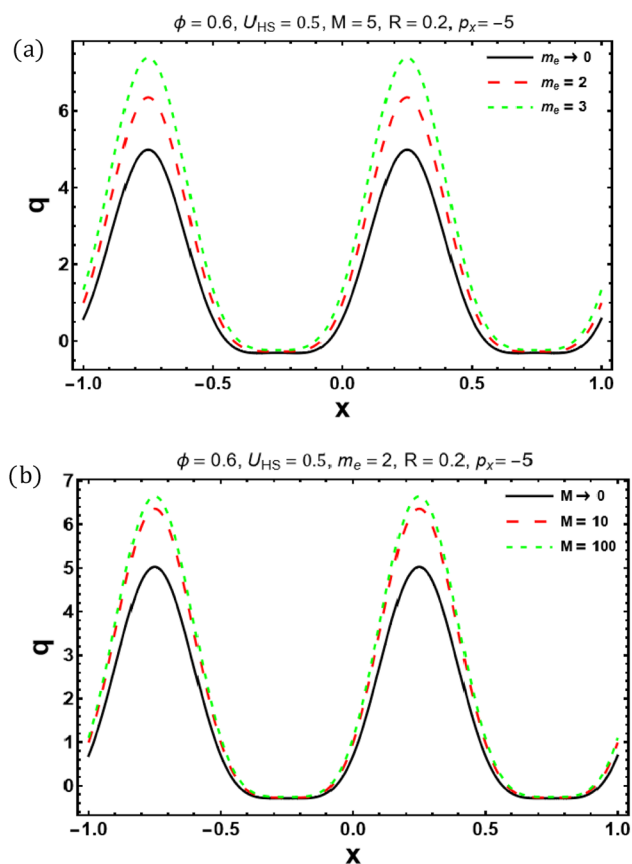 ϕ = 0.6, U_HS = 0.5, M = 5, R = 0.2, p_x = −5
(a)
m_e → 0
m_e = 2
m_e = 3
6
4
2
0
q
−1.0 −0.5 0.0 0.5 1.0
x
ϕ = 0.6, U_HS = 0.5, m_e = 2, R = 0.2, p_x = −5
(b)
7
M → 0
M = 10
M = 100
6
5
4
3
2
1
0
q
−1.0 −0.5 0.0 0.5 1.0
x